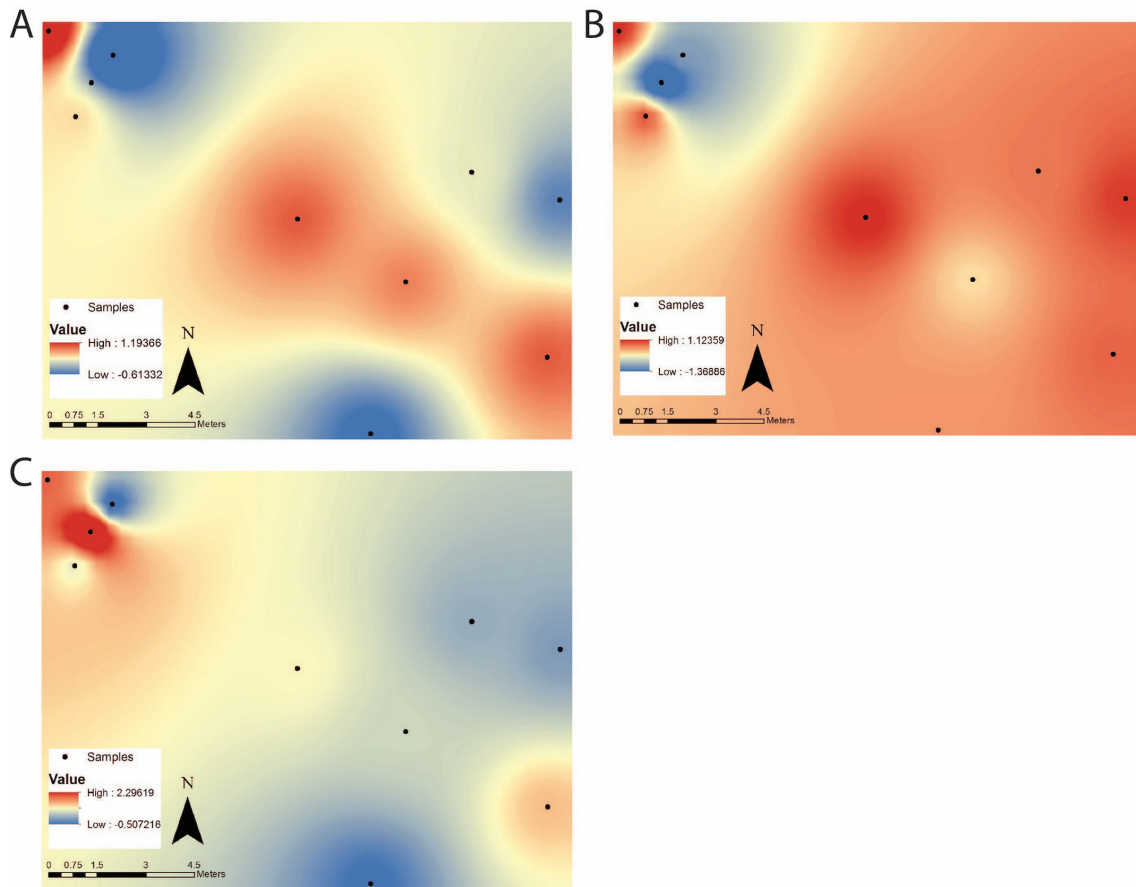 A
Samples
Value
High : 1.19366
Low : -0.61332
N
0 0.75 1.5 3 4.5
Meters
B
Samples
Value
High : 1.12359
Low : -1.36886
N
0 0.75 1.5 3 4.5
Meters
C
Samples
Value
High : 2.29619
Low : -0.507216
N
0 0.75 1.5 3 4.5
Meters